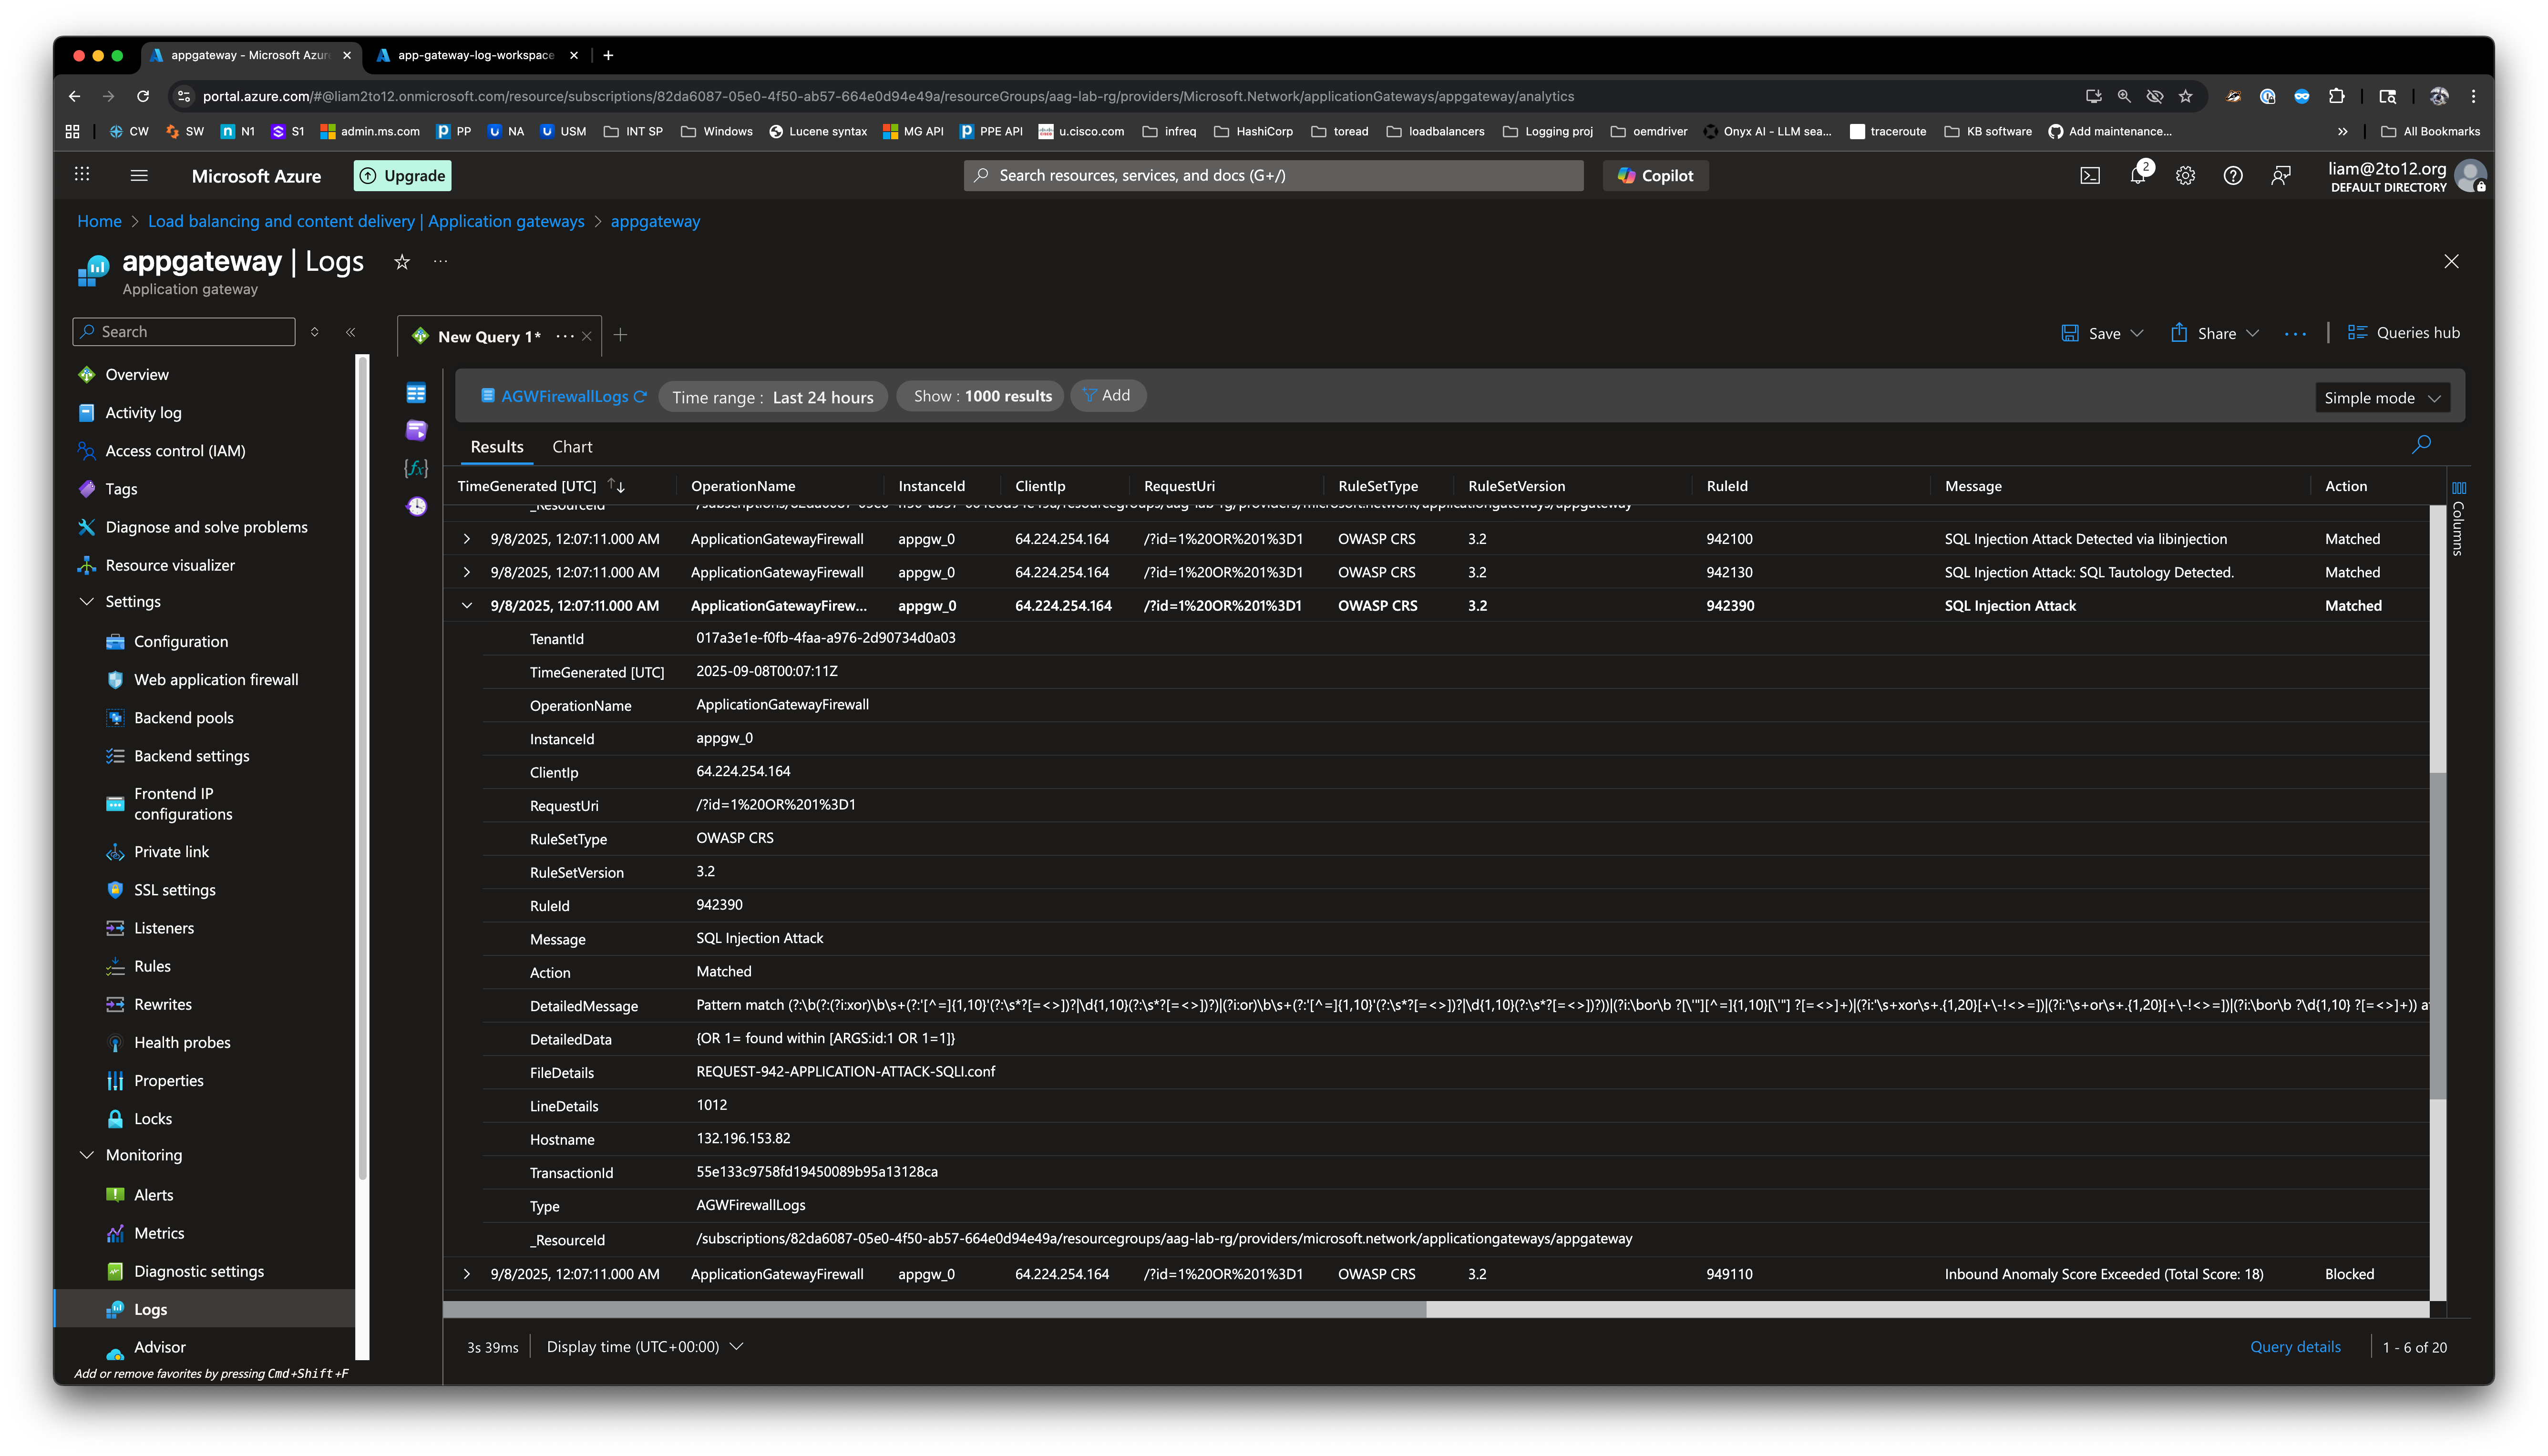 appgateway - Microsoft Azur
app-gateway-log-workspace
portal.azure.com/#@liam2to12.onmicrosoft.com/resource/subscriptions/82da6087-05e0-4f50-ab57-664e0d94e49a/resourceGroups/aag-lab-rg/providers/Microsoft.Network/applicationGateways/appgateway/analytics
CW SW N1 S1 admin.ms.com PP NA USM INT SP Windows Lucene syntax MG API PPE API u.cisco.com infreq HashiCorp toread loadbalancers Logging proj oemdriver Onyx AI - LLM sea... traceroute KB software Add maintenance... » All Bookmarks
Microsoft Azure Upgrade Search resources, services, and docs (G+/) Copilot 2 liam@2to12.org
DEFAULT DIRECTORY
Home > Load balancing and content delivery | Application gateways > appgateway
appgateway | Logs
Application gateway
Search
Overview
Activity log
Access control (IAM)
Tags
Diagnose and solve problems
Resource visualizer
Settings
Configuration
Web application firewall
Backend pools
Backend settings
Frontend IP
configurations
Private link
SSL settings
Listeners
Rules
Rewrites
Health probes
Properties
Locks
Monitoring
Alerts
Metrics
Diagnostic settings
Logs
Advisor
Add or remove favorites by pressing Cmd+Shift+F
New Query 1* Save Share Queries hub
AGWFirewallLogs Time range : Last 24 hours Show : 1000 results Add Simple mode
Results Chart
TimeGenerated [UTC] OperationName InstanceId ClientIp RequestUri RuleSetType RuleSetVersion RuleId Message Action
Columns
_ResourceId /subscriptions/82da6087-05e0-4f50-ab57-664e0d94e49a/resourcegroups/aag-lab-rg/providers/microsoft.network/applicationgateways/appgateway
9/8/2025, 12:07:11.000 AM ApplicationGatewayFirewall appgw_0 64.224.254.164 /?id=1%20OR%201%3D1 OWASP CRS 3.2 942100 SQL Injection Attack Detected via libinjection Matched
9/8/2025, 12:07:11.000 AM ApplicationGatewayFirewall appgw_0 64.224.254.164 /?id=1%20OR%201%3D1 OWASP CRS 3.2 942130 SQL Injection Attack: SQL Tautology Detected. Matched
9/8/2025, 12:07:11.000 AM ApplicationGatewayFirew... appgw_0 64.224.254.164 /?id=1%20OR%201%3D1 OWASP CRS 3.2 942390 SQL Injection Attack Matched
TenantId 017a3e1e-f0fb-4faa-a976-2d90734d0a03
TimeGenerated [UTC] 2025-09-08T00:07:11Z
OperationName ApplicationGatewayFirewall
InstanceId appgw_0
ClientIp 64.224.254.164
RequestUri /?id=1%20OR%201%3D1
RuleSetType OWASP CRS
RuleSetVersion 3.2
RuleId 942390
Message SQL Injection Attack
Action Matched
DetailedMessage Pattern match (?:\b(?:(?i:xor)\b\s+(?:'[^=]{1,10}'(?:\s*?[=<>])?|\d{1,10}(?:\s*?[=<>])?)|(?i:or)\b\s+(?:'[^=]{1,10}'(?:\s*?[=<>])?|\d{1,10}(?:\s*?[=<>])?))|(?i:\bor\b ?[\'"][^=]{1,10}[\'"] ?[=<>]+)|(?i:'\s+xor\s+.{1,20}[+\-!<>=])|(?i:'\s+or\s+.{1,20}[+\-!<>=])|(?i:\bor\b ?\d{1,10} ?[=<>]+)) a
DetailedData {OR 1= found within [ARGS:id:1 OR 1=1]}
FileDetails REQUEST-942-APPLICATION-ATTACK-SQLI.conf
LineDetails 1012
Hostname 132.196.153.82
TransactionId 55e133c9758fd19450089b95a13128ca
Type AGWFirewallLogs
_ResourceId /subscriptions/82da6087-05e0-4f50-ab57-664e0d94e49a/resourcegroups/aag-lab-rg/providers/microsoft.network/applicationgateways/appgateway
9/8/2025, 12:07:11.000 AM ApplicationGatewayFirewall appgw_0 64.224.254.164 /?id=1%20OR%201%3D1 OWASP CRS 3.2 949110 Inbound Anomaly Score Exceeded (Total Score: 18) Blocked
3s 39ms Display time (UTC+00:00) Query details 1 - 6 of 20